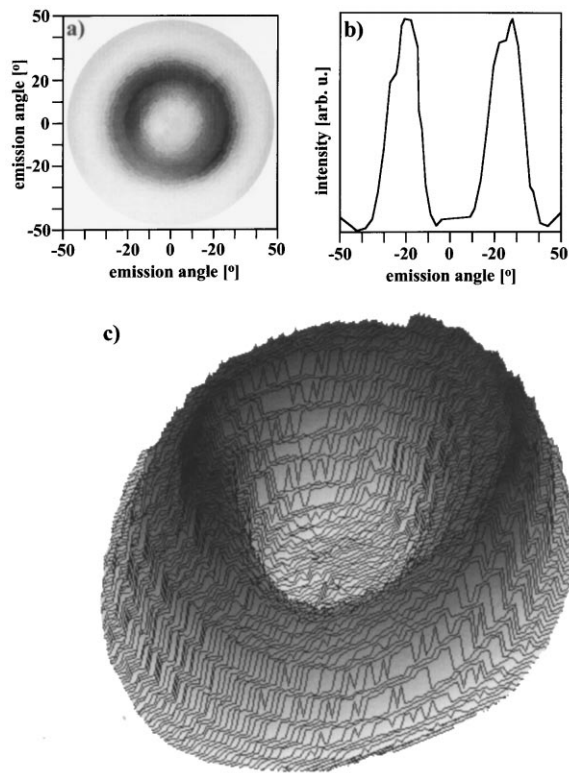 50
20
0
-20
-50
emission angle [°]
a)
-50 -20 0 20 50
emission angle [°]
b)
intensity [arb. u.]
-50 -20 0 20 50
emission angle [°]
c)